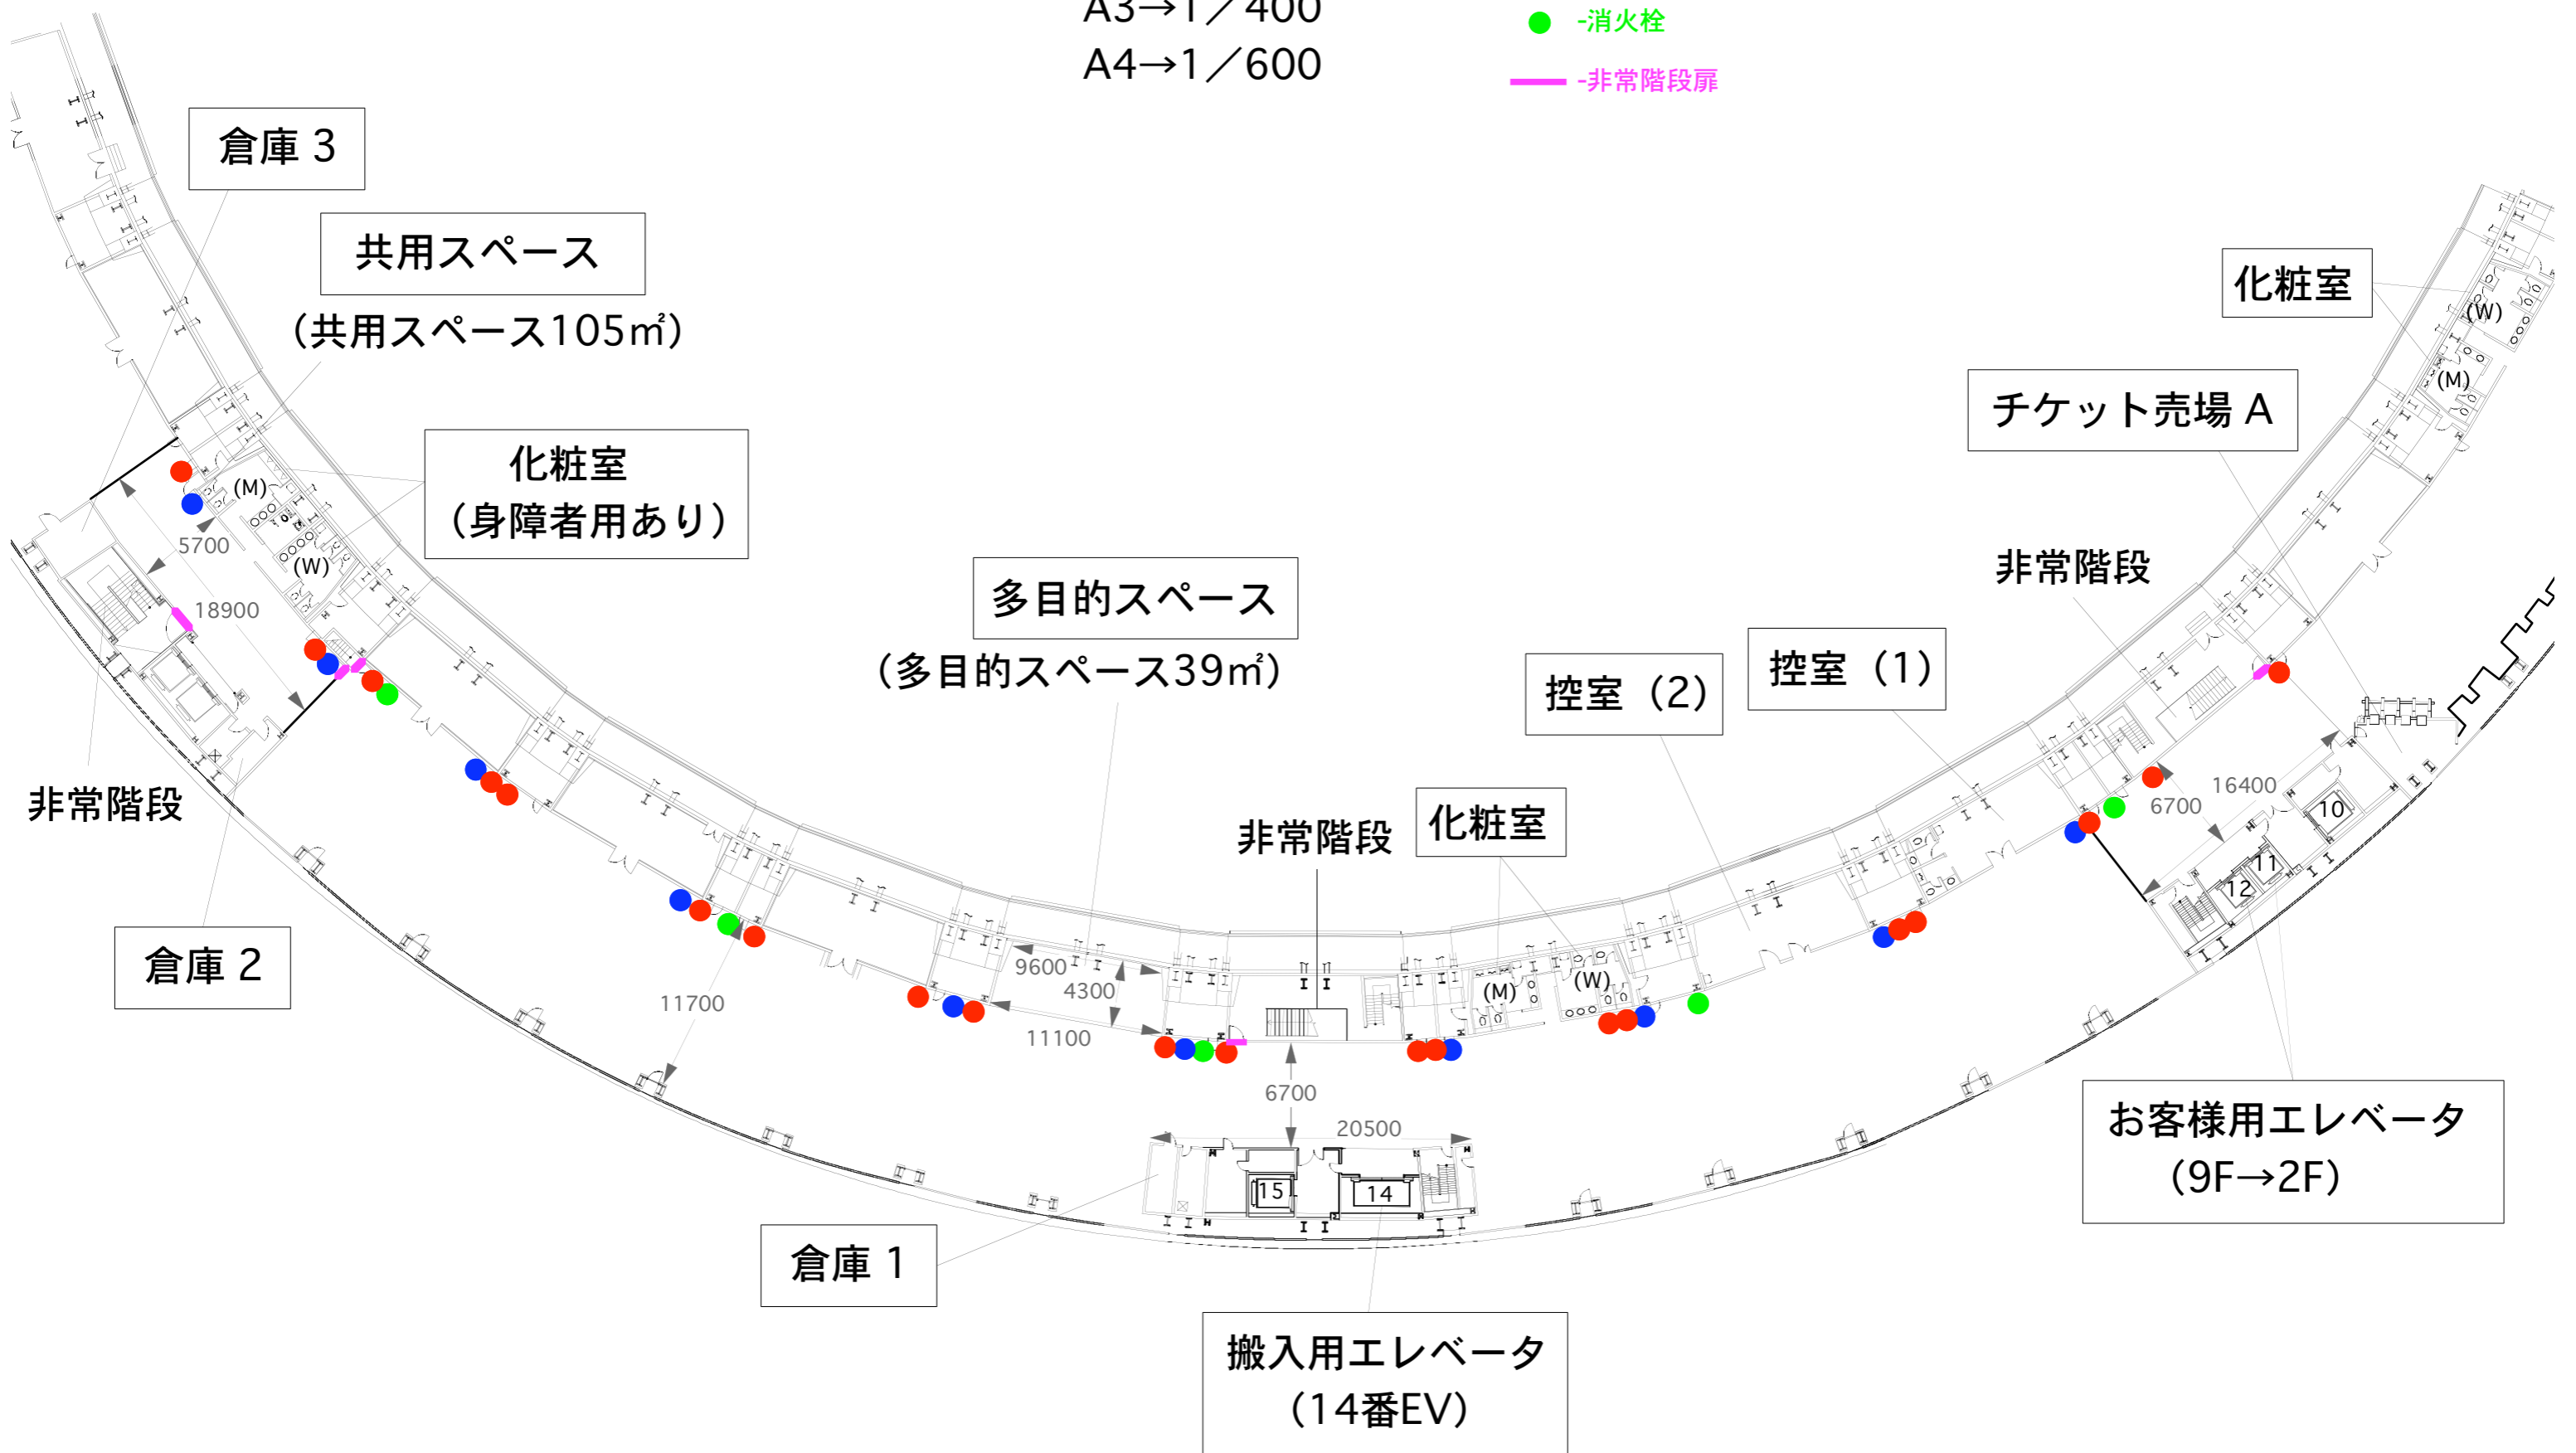 A3→1／400
A4→1／600
-消火栓
-非常階段扉
倉庫 3
共用スペース
（共用スペース105㎡）
化粧室
（身障者用あり）
(M)
(W)
5700
18900
非常階段
倉庫 2
多目的スペース
（多目的スペース39㎡）
11700
9600
4300
11100
非常階段
化粧室
(M)
(W)
6700
20500
15
14
倉庫 1
搬入用エレベータ
（14番EV）
控室（2）
控室（1）
非常階段
チケット売場 A
化粧室
(W)
(M)
16400
6700
10
11
12
お客様用エレベータ
（9F→2F）